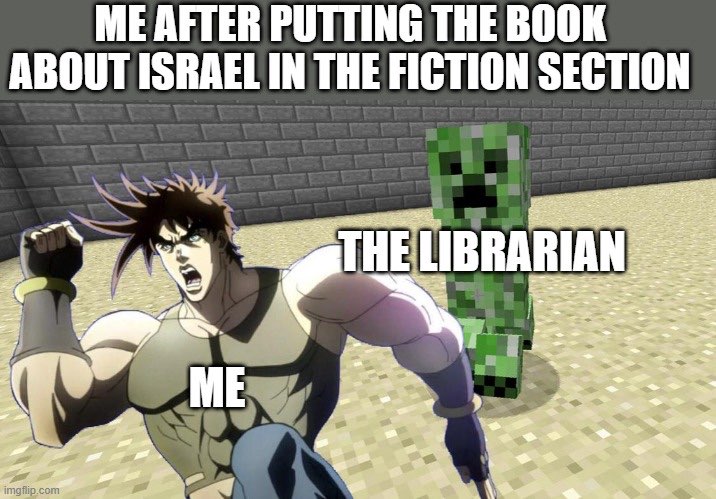 ME AFTER PUTTING THE BOOK
ABOUT ISRAEL IN THE FICTION SECTION
THE LIBRARIAN
ME
imgflip.com